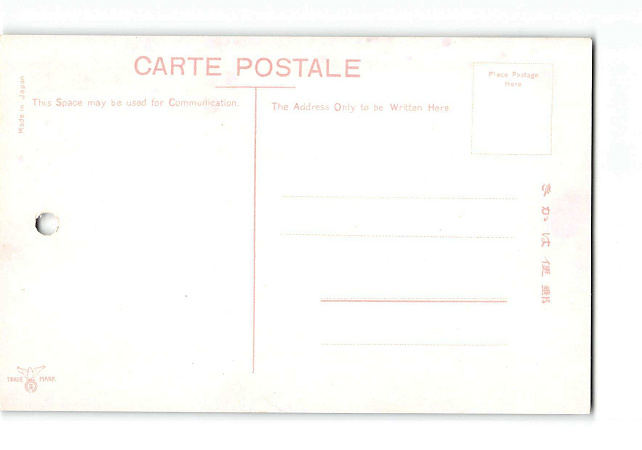 CARTE POSTALE
Made in Japan
This Space may be used for Communication.
The Address Only to be Written Here.
Place Postage
Here
きかは便郵
TRADE MARK